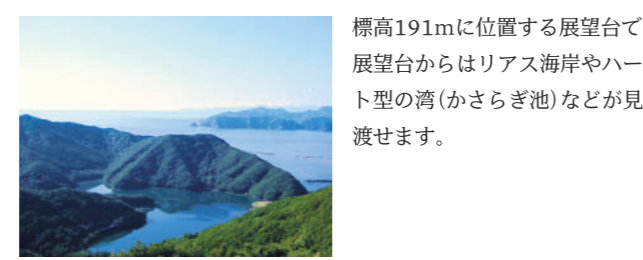 標高191mに位置する展望台で
展望台からはリアス海岸やハー
ト型の湾(かさらぎ池)などが見
渡せます。